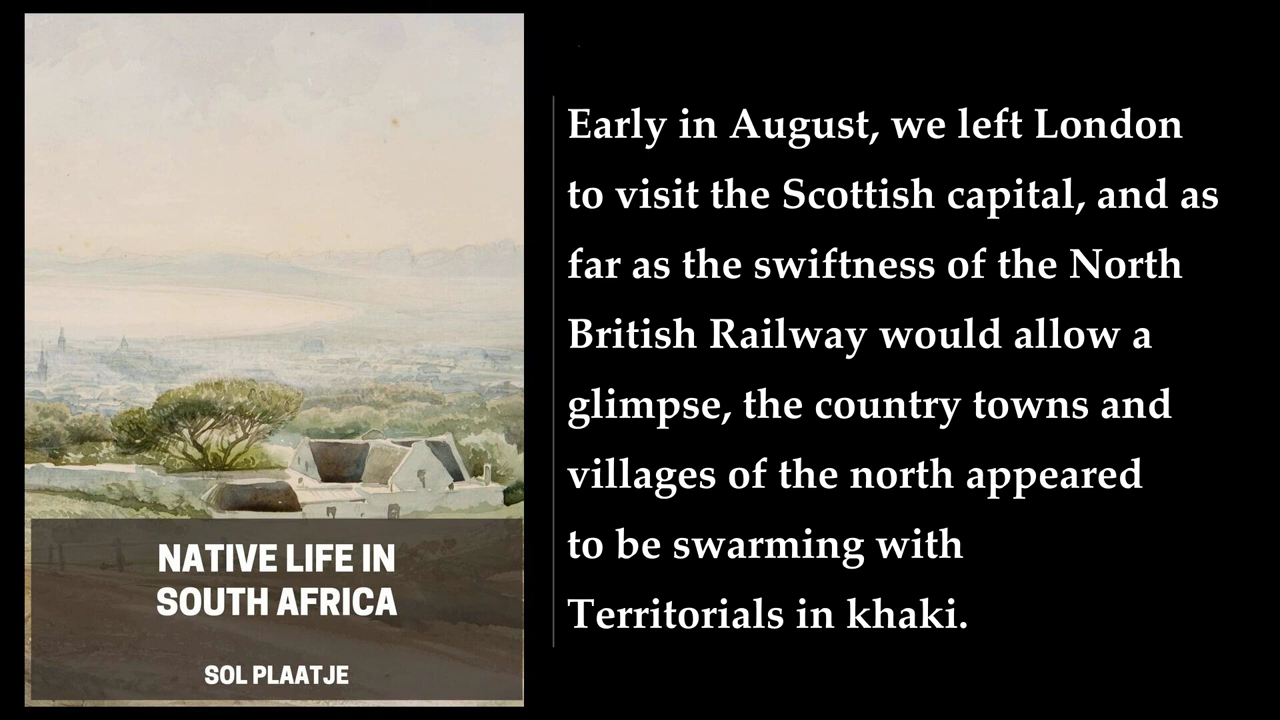 NATIVE LIFE IN
SOUTH AFRICA
SOL PLAATJE
Early in August, we left London
to visit the Scottish capital, and as
far as the swiftness of the North
British Railway would allow a
glimpse, the country towns and
villages of the north appeared
to be swarming with
Territorials in khaki.